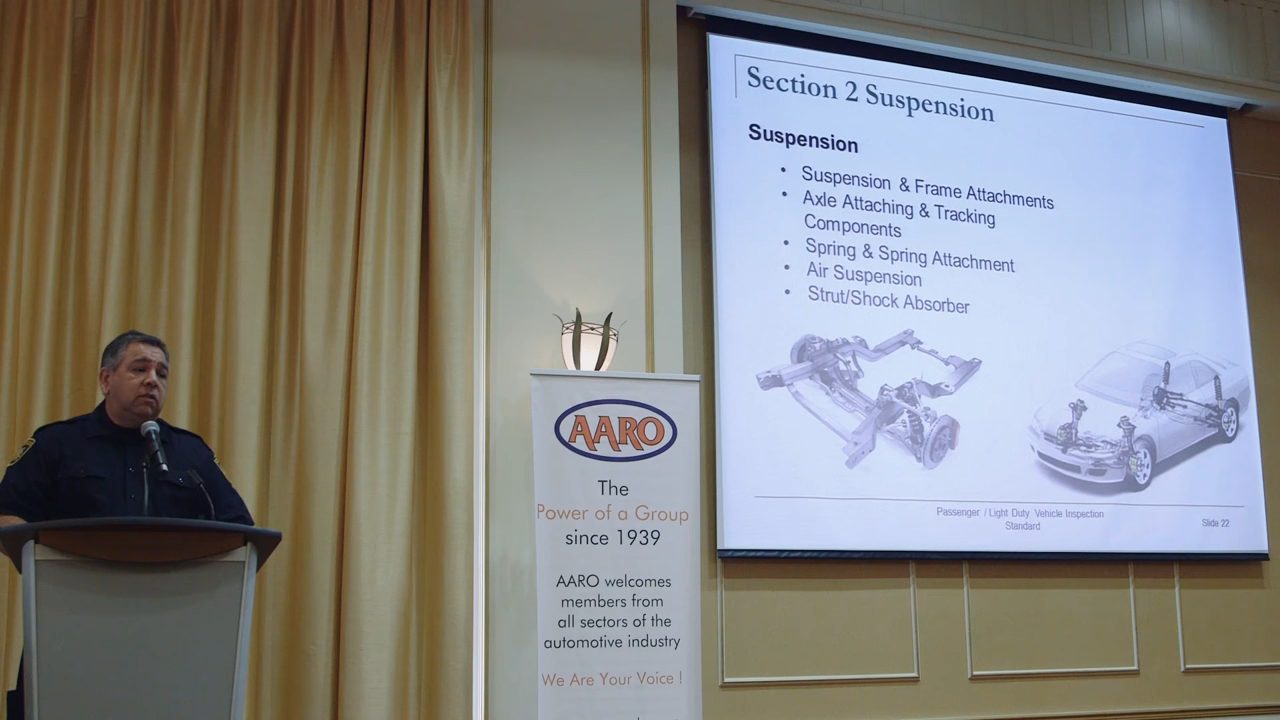 AARO
The
Power of a Group
since 1939
AARO welcomes
members from
all sectors of the
automotive industry
We Are Your Voice !
Section 2 Suspension
Suspension
• Suspension & Frame Attachments
• Axle Attaching & Tracking
Components
• Spring & Spring Attachment
• Air Suspension
• Strut/Shock Absorber
Passenger / Light Duty Vehicle Inspection
Standard
Slide 22